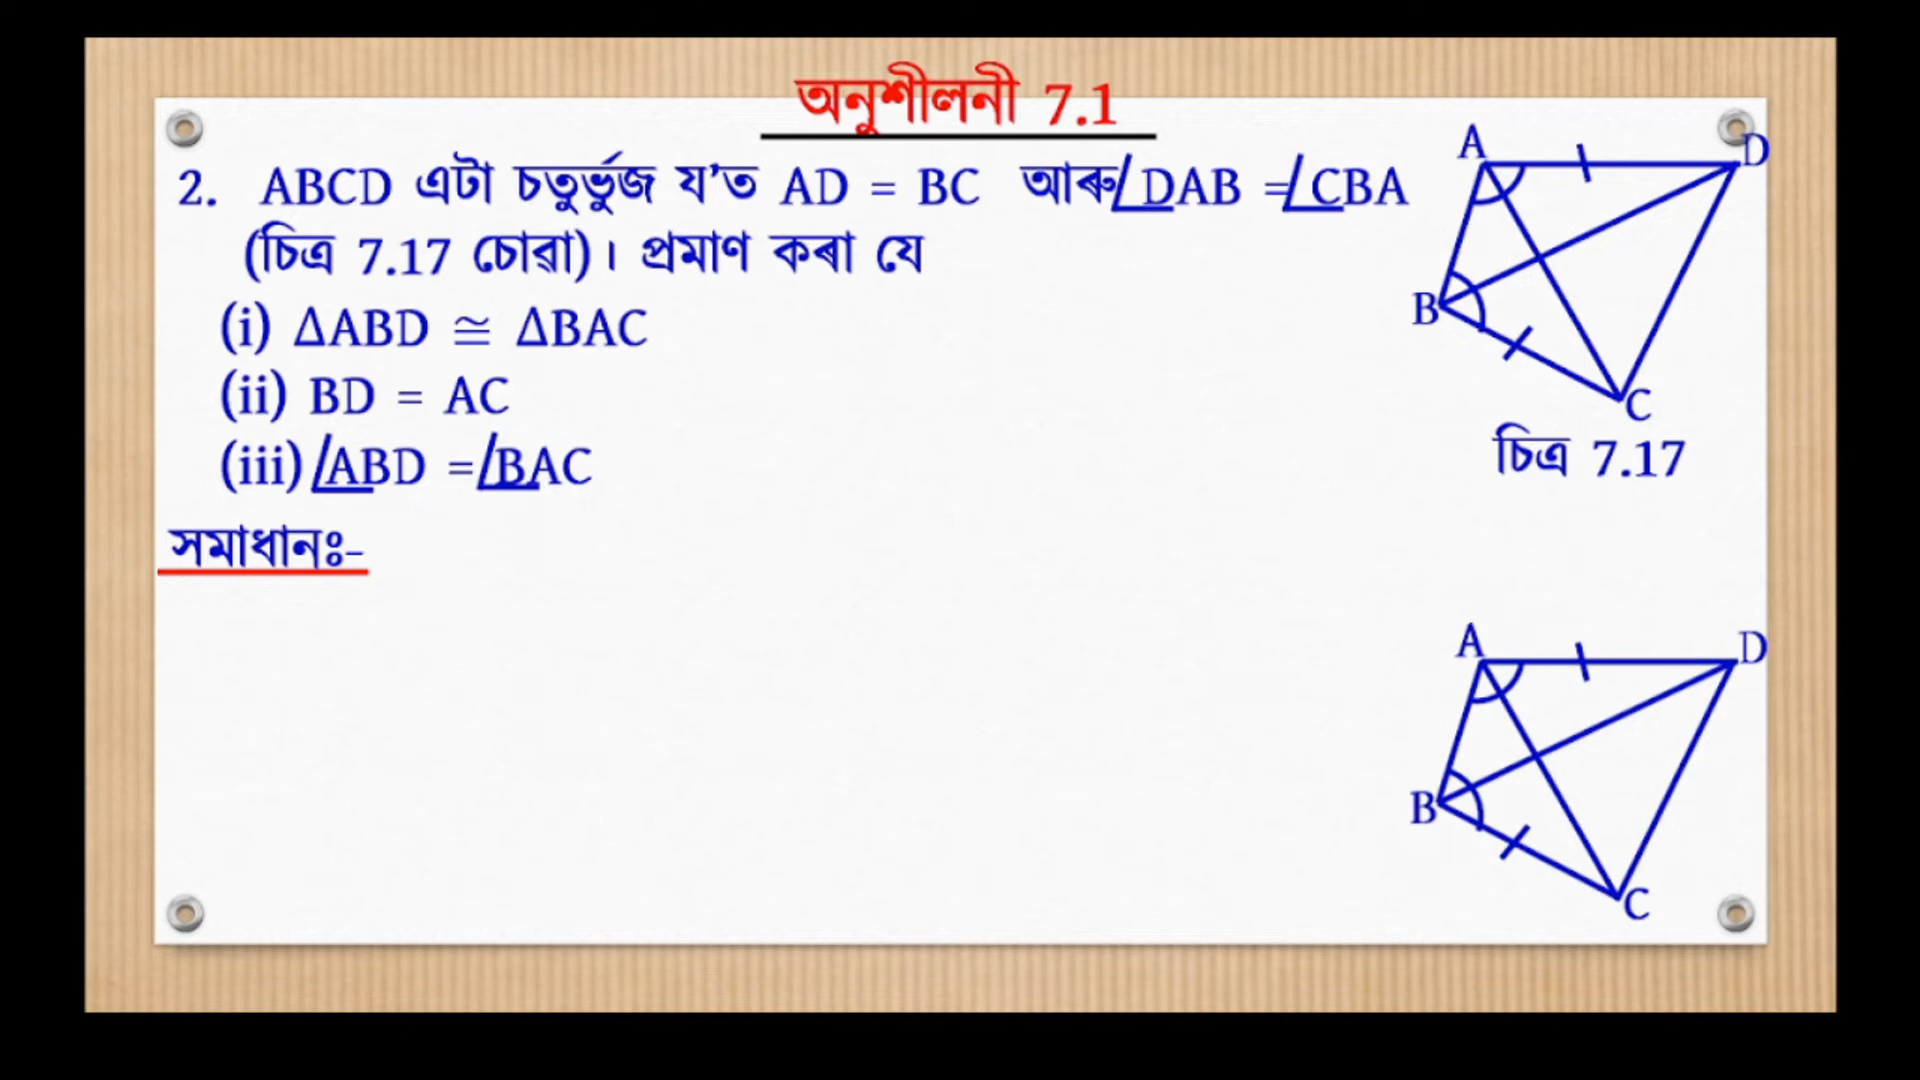 অনুশীলনী 7.1
2. ABCD এটা চতুৰ্ভুজ য’ত AD = BC আৰু ∠DAB = ∠CBA
(চিত্ৰ 7.17 চোৱা)। প্ৰমাণ কৰা যে
(i) ΔABD ≅ ΔBAC
(ii) BD = AC
(iii) ∠ABD = ∠BAC
সমাধানঃ-
A
D
B
C
চিত্ৰ 7.17
A
D
B
C